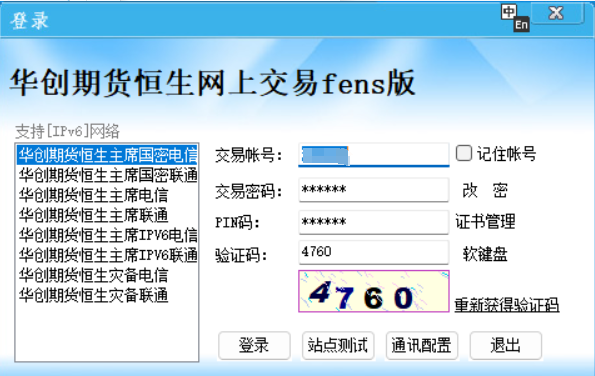 登录
中
En
华创期货恒生网上交易fens版
支持[IPv6]网络
华创期货恒生主席国密电信
华创期货恒生主席国密联通
华创期货恒生主席电信
华创期货恒生主席联通
华创期货恒生主席IPV6电信
华创期货恒生主席IPV6联通
华创期货恒生灾备电信
华创期货恒生灾备联通
交易帐号：
记住帐号
交易密码： ******
改 密
PIN码： ******
证书管理
验证码： 4760
软键盘
4760
重新获得验证码
登录 站点测试 通讯配置 退出